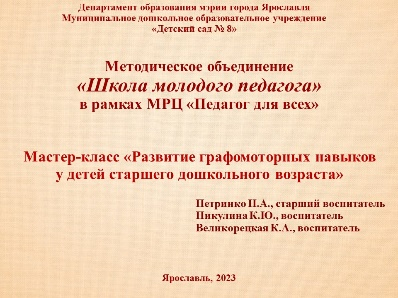 Департамент образования мэрии города Ярославля
Муниципальное дошкольное образовательное учреждение
«Детский сад № 8»
Методическое объединение
«Школа молодого педагога»
в рамках МРЦ «Педагог для всех»
Мастер-класс «Развитие графомоторных навыков
у детей старшего дошкольного возраста»
Петринко П.А., старший воспитатель
Пикулина К.Ю., воспитатель
Великорецкая К.А., воспитатель
Ярославль, 2023